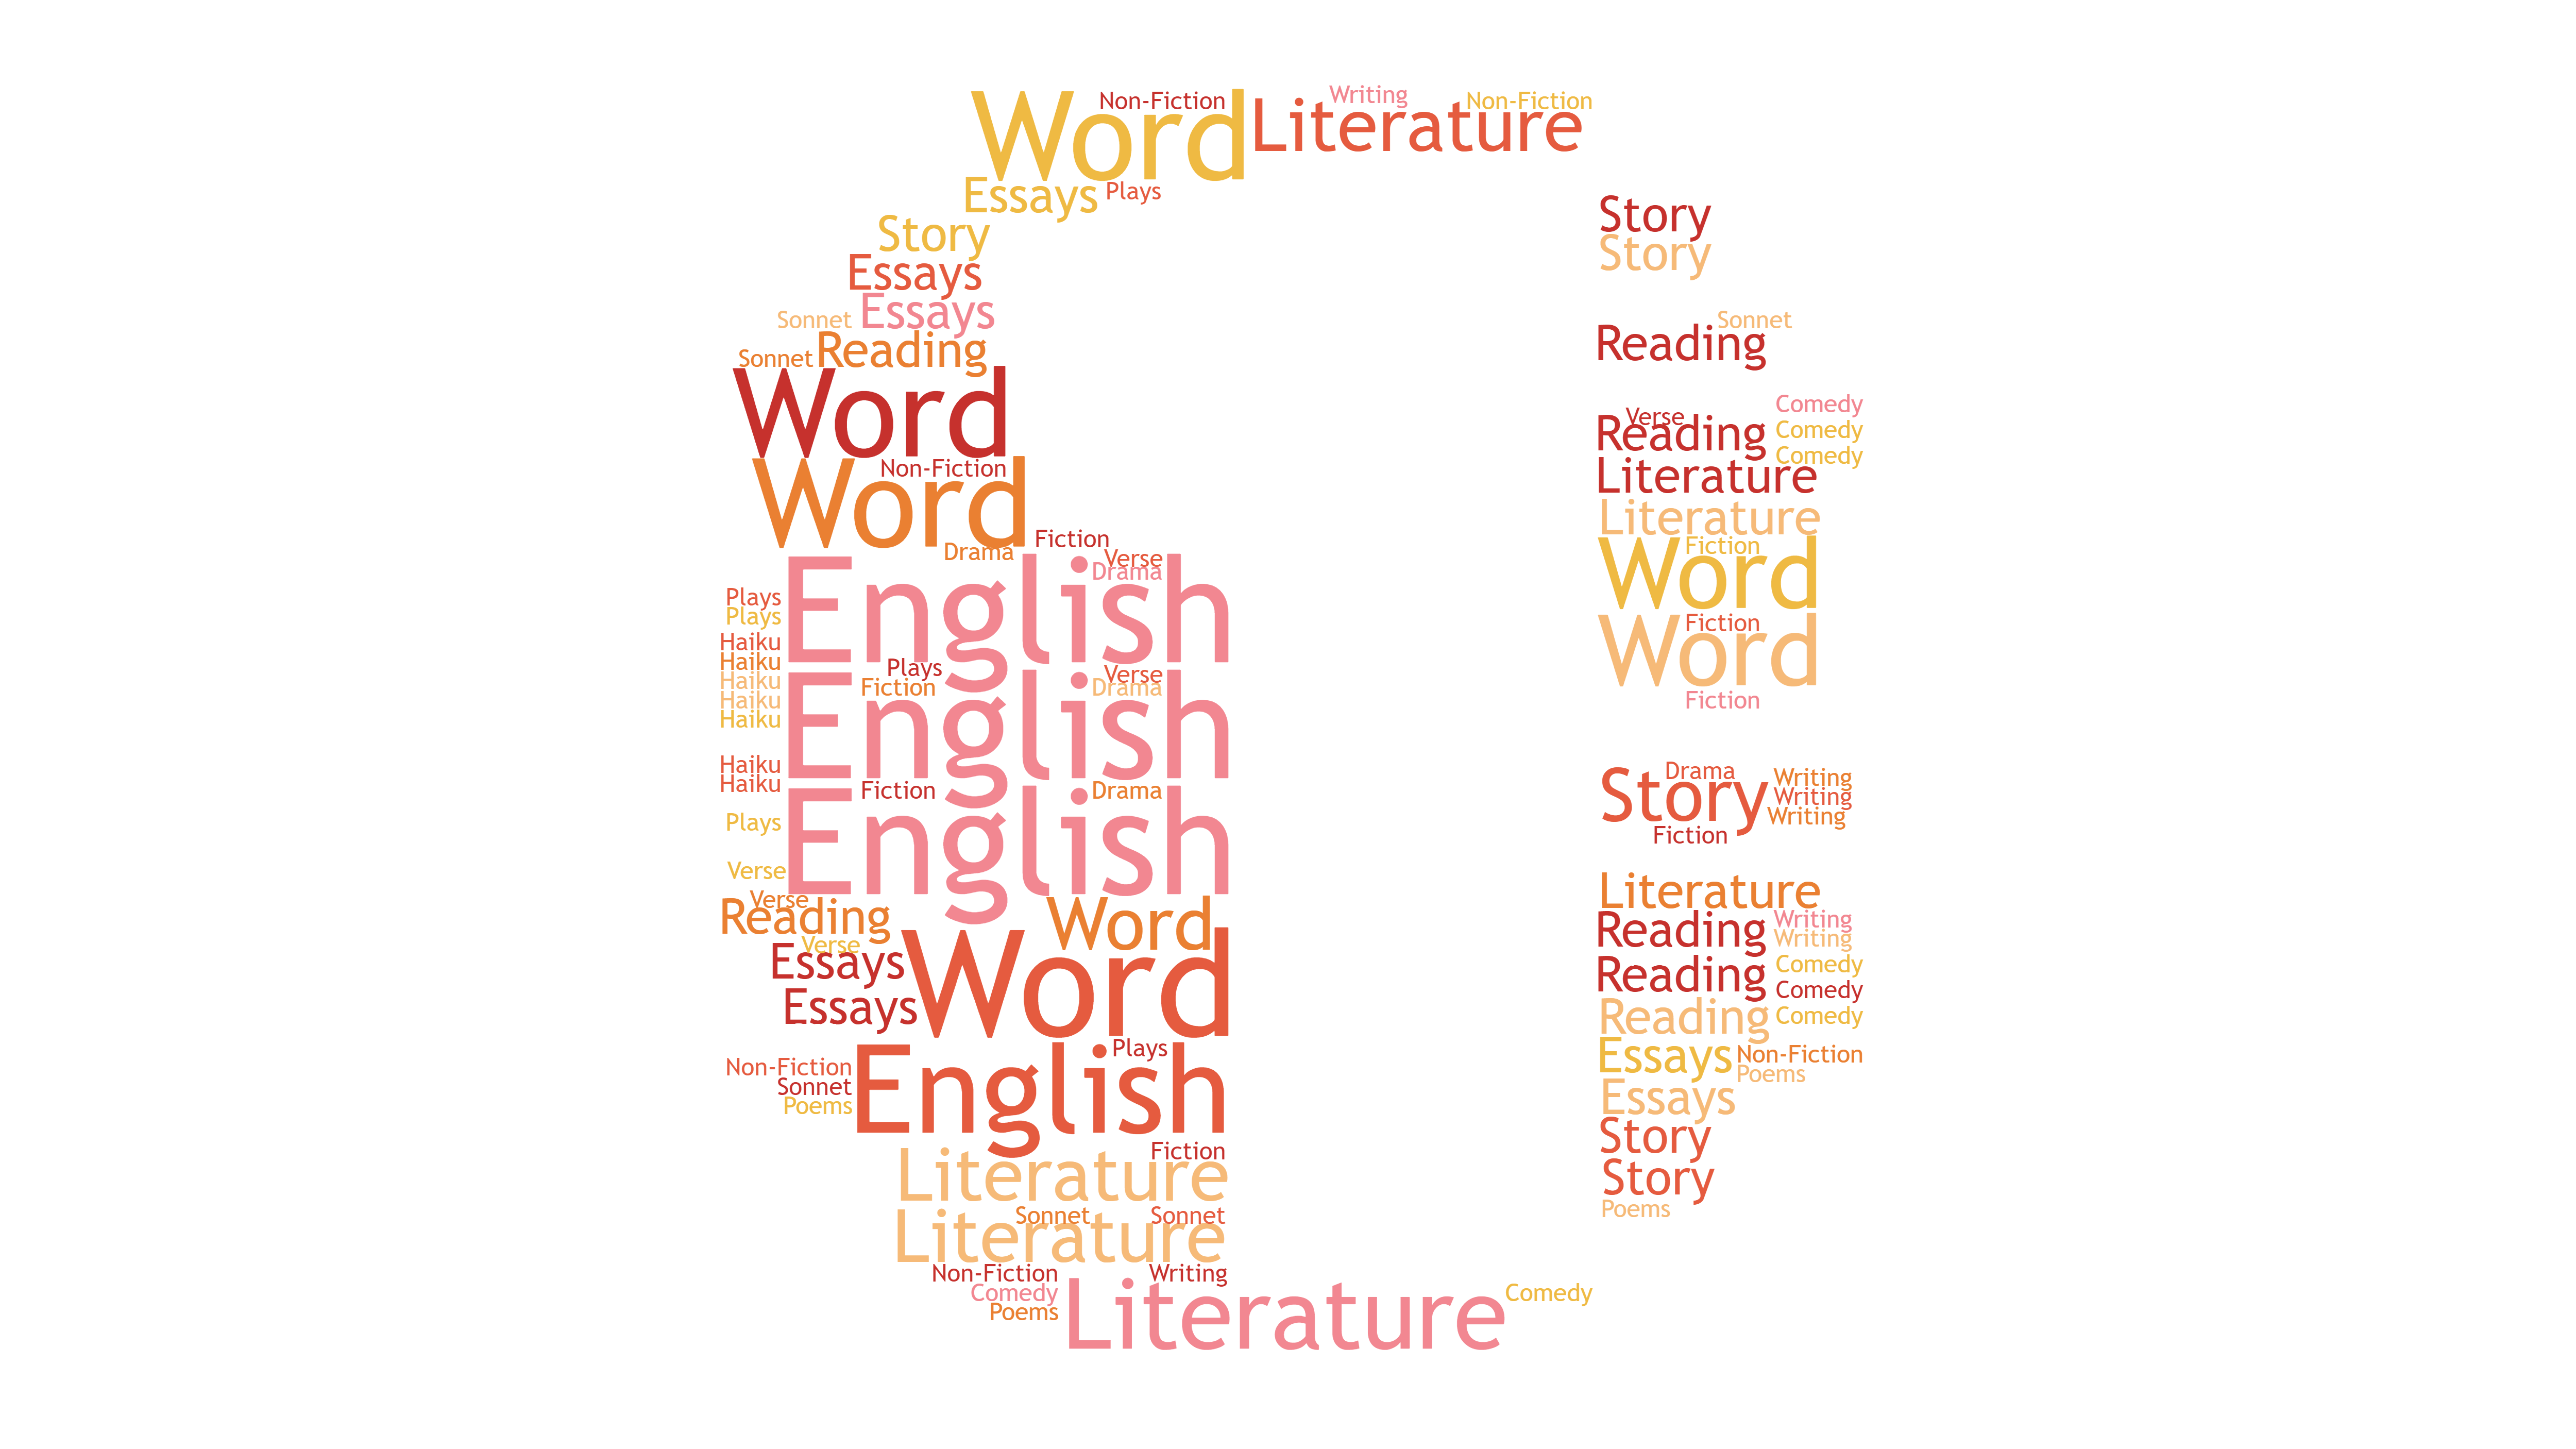 Word Non-Fiction Literature Writing Non-Fiction
Essays Plays
Story
Story
Story
Essays
Sonnet Essays
Sonnet
Sonnet Reading
Reading
Word
Comedy
Verse
Reading Comedy
Comedy
Word Non-Fiction
Literature
Literature
Drama Fiction
Word Fiction
English Verse
Drama
Plays
Plays
Word Fiction
Haiku
Haiku
Plays
English Verse
Fiction Drama
Haiku
Haiku
Haiku
Fiction
Haiku
Haiku
Story Drama Writing
Writing
Writing
English
Fiction Drama
Plays
Fiction
Verse
Literature
Verse
Reading
Word
Reading Writing
Writing
Verse
Essays
Word
Reading Comedy
Comedy
Essays
Reading Comedy
English Plays
Non-Fiction
Sonnet
Poems
Essays Non-Fiction
Poems
Essays
Story
Fiction
Literature
Story
Poems
Sonnet Sonnet
Literature
Non-Fiction Writing
Comedy Literature Comedy
Poems